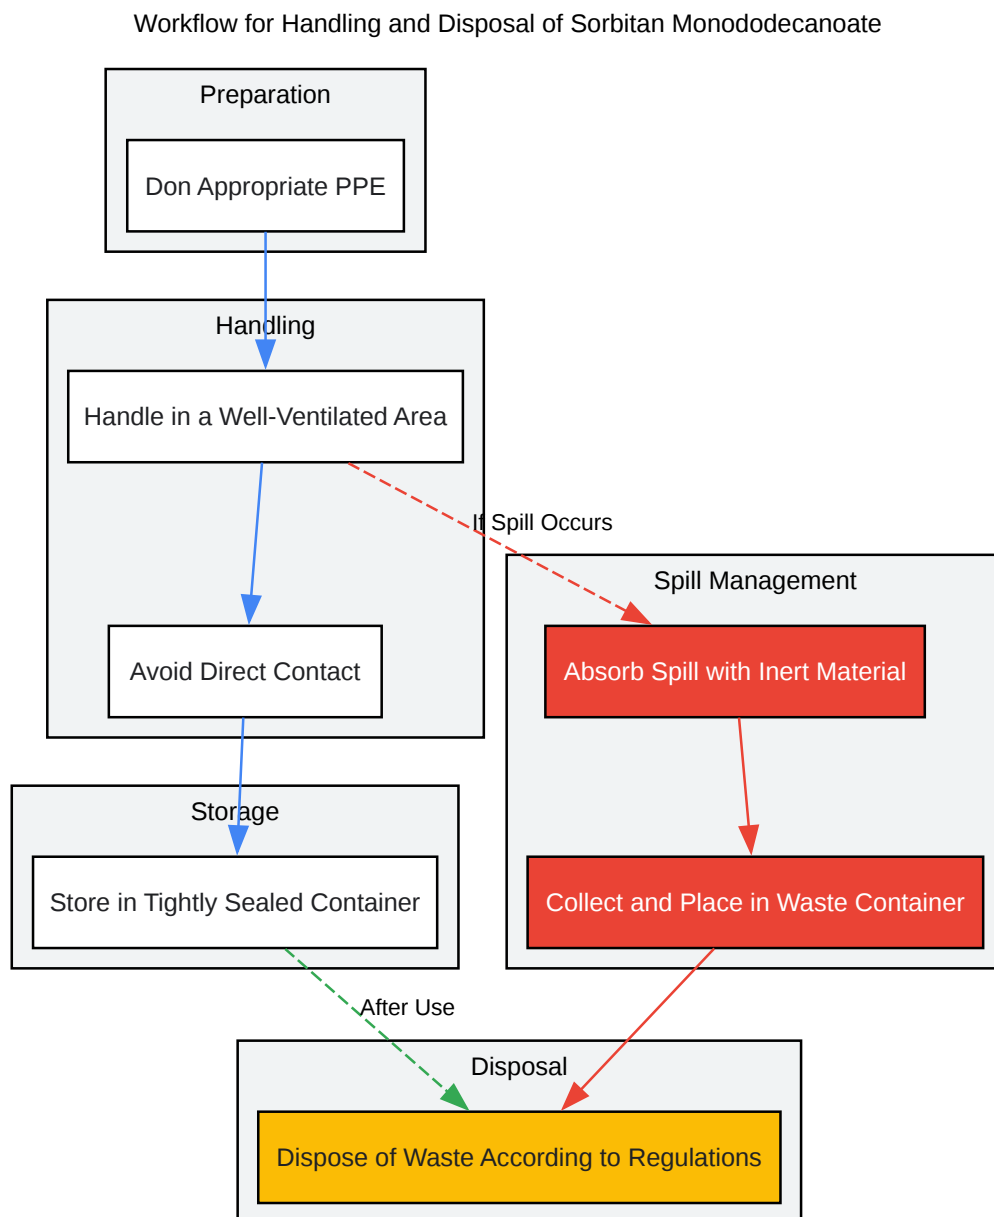 Workflow for Handling and Disposal of Sorbitan Monododecanoate
Preparation
Don Appropriate PPE
Handling
Handle in a Well-Ventilated Area
If Spill Occurs
Spill Management
Avoid Direct Contact
Absorb Spill with Inert Material
Storage
Store in Tightly Sealed Container
Collect and Place in Waste Container
After Use
Disposal
Dispose of Waste According to Regulations